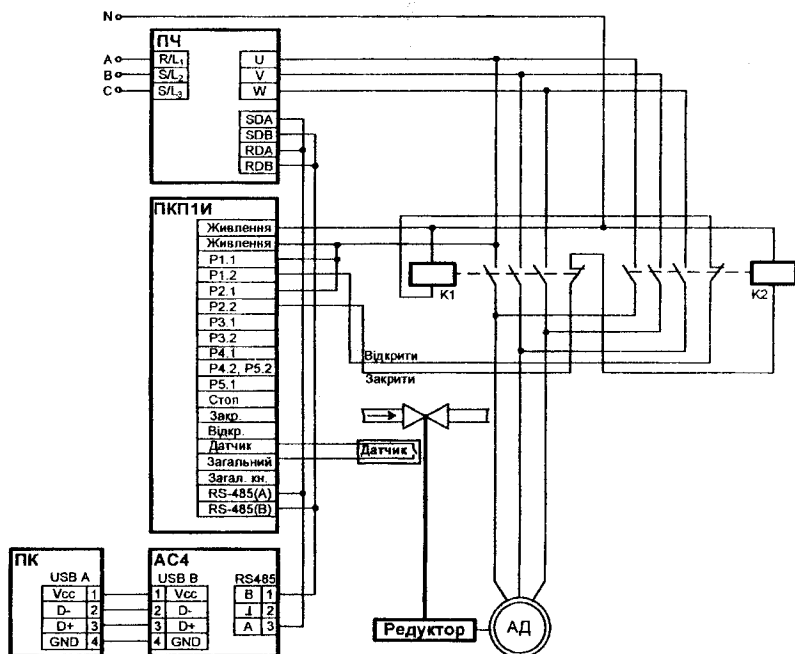 N
ПЧ
A R/L1 U
B S/L2 V
C S/L3 W
SDA
SDB
RDA
RDB
ПКП1И
Живлення
Живлення
P1.1
P1.2
P2.1
P2.2
P3.1
P3.2
P4.1
P4.2, P5.2
P5.1
Стоп
Закр.
Відкр.
Датчик
Загальний
Загал. кн.
RS-485(A)
RS-485(B)
K1
K2
Відкрити
Закрити
Датчик
ПК
USB A
Vcc 1
D- 2
D+ 3
GND 4
АС4
USB B RS485
1 Vcc B 1
2 D- ⊥ 2
3 D+ A 3
4 GND
Редуктор
АД